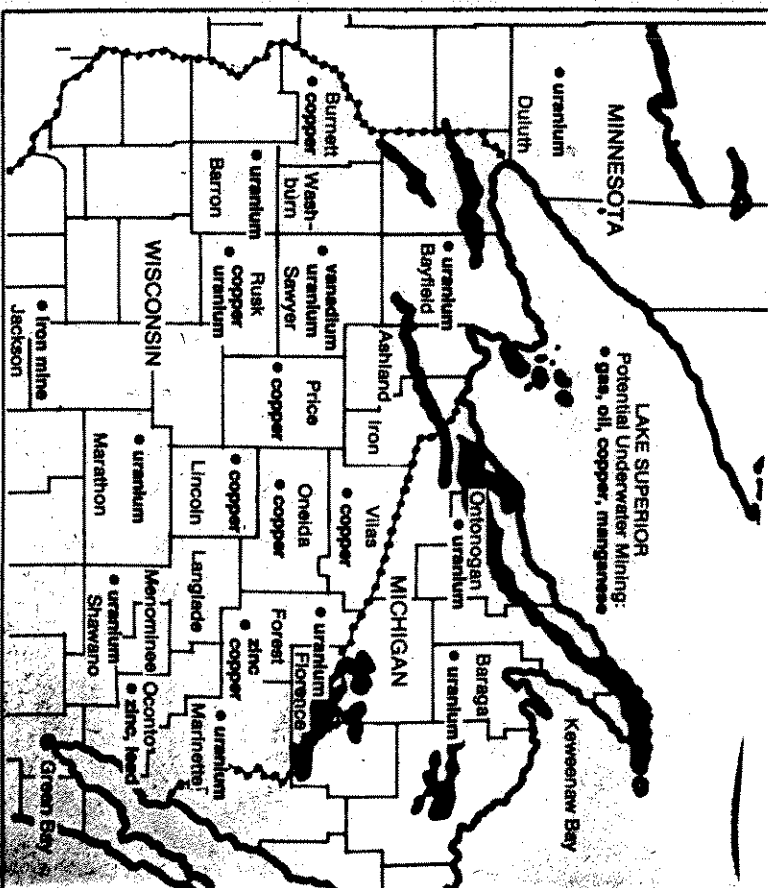 MINNESOTA
• uranium
Duluth
LAKE SUPERIOR
Potential Underwater Mining:
• gas, oil, copper, manganese
Keweenaw Bay
Burnett
• copper
Wash-
burn
• uranium
Barron
• uranium
Bayfield
• vanadium
uranium
Sawyer
Rusk
• copper
uranium
WISCONSIN
• iron mine
Jackson
Ashland
Iron
Price
• copper
Ontonogan
• uranium
MICHIGAN
Baraga
• uranium
Vilas
• copper
Oneida
• copper
• copper
Lincoln
• uranium
Marathon
Langlade
• uranium
Florence
Forest
• zinc
copper
• uranium
Marinette
Menominee
• uranium
Shawano
Oconto
• zinc, lead
Green Bay